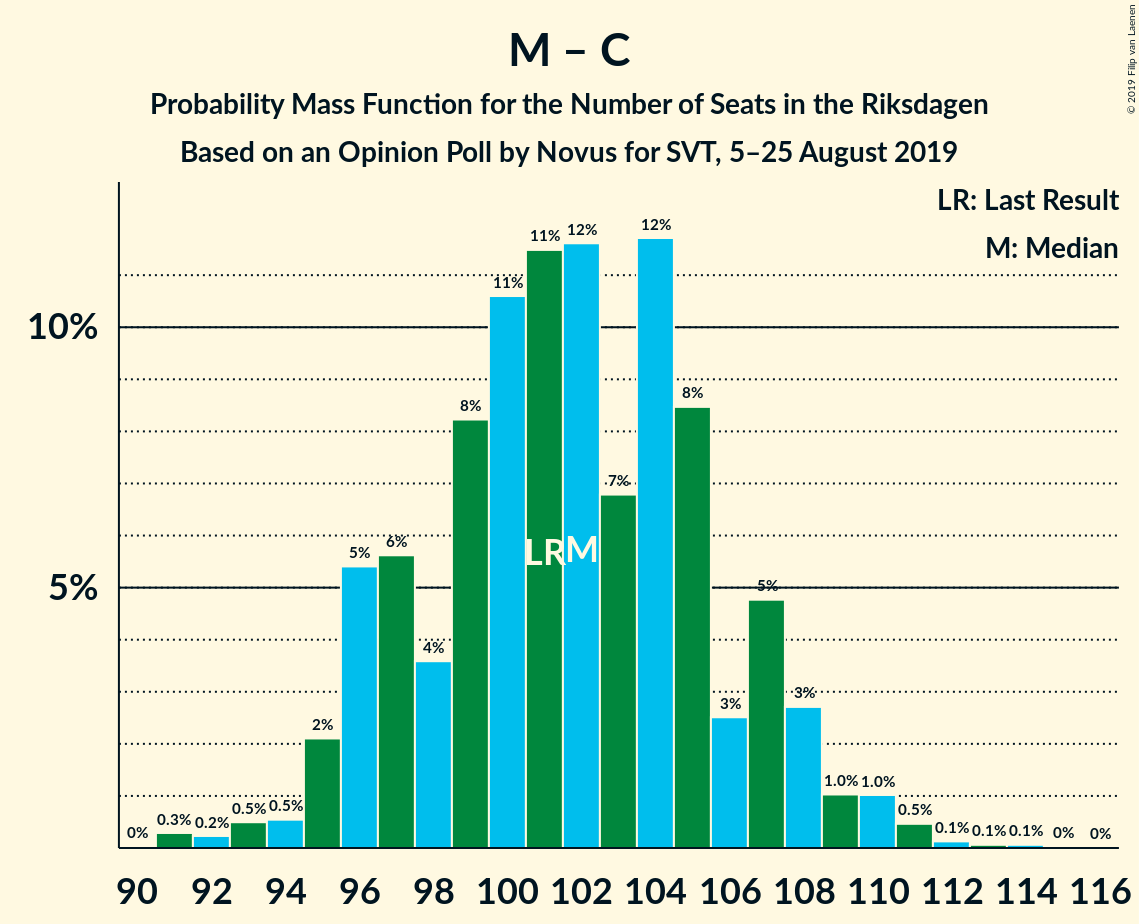 M – C
Probability Mass Function for the Number of Seats in the Riksdagen
Based on an Opinion Poll by Novus for SVT, 5–25 August 2019
© 2019 Filip van Laenen
LR: Last Result
M: Median
10%
5%
0% 0.3% 0.2% 0.5% 0.5% 2% 5% 6% 4% 8% 11% 11% 12% 7% 12% 8% 3% 5% 3% 1.0% 1.0% 0.5% 0.1% 0.1% 0.1% 0% 0%
LR M
90 92 94 96 98 100 102 104 106 108 110 112 114 116